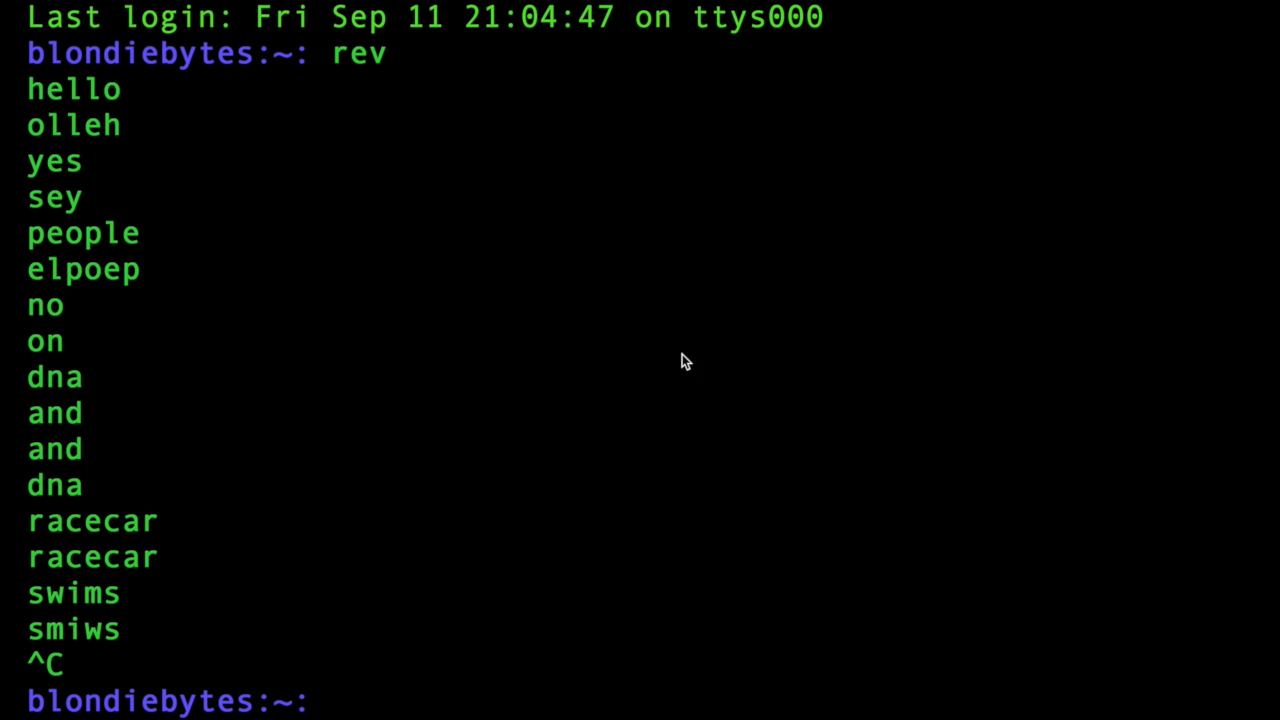 Last login: Fri Sep 11 21:04:47 on ttys000
blondiebytes:~: rev
hello
olleh
yes
sey
people
elpoep
no
on
dna
and
and
dna
racecar
racecar
swims
smiws
^C
blondiebytes:~: